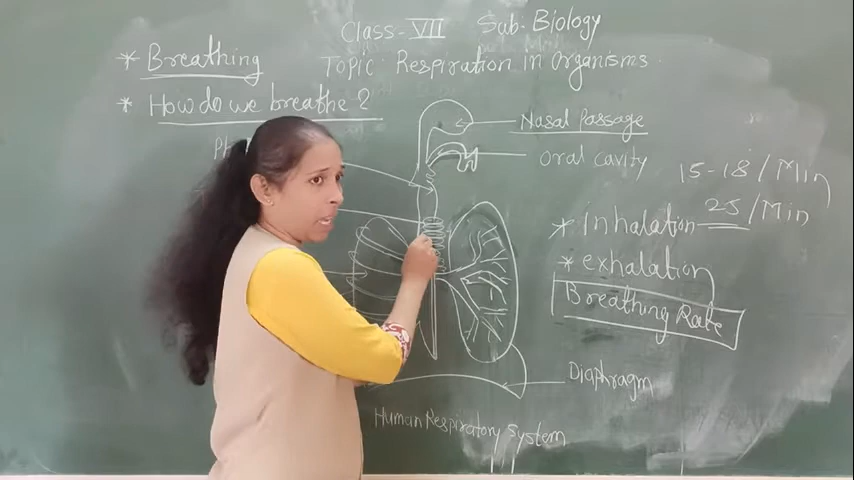 Class-VII Sub: Biology
* Breathing
Topic: Respiration in Organisms.
* How do we breathe?
Nasal Passage
oral cavity
15-18/Min
* Inhalation 25/Min
* exhalation
Breathing Rate
Diaphragm
Human Respiratory System